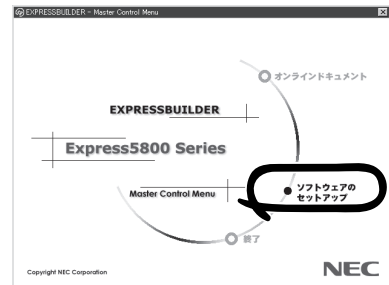 EXPRESSBUILDER - Master Control Menu
オンラインドキュメント
EXPRESSBUILDER
Express5800 Series
ソフトウェアの
セットアップ
Master Control Menu
終了
Copyright NEC Corporation
NEC